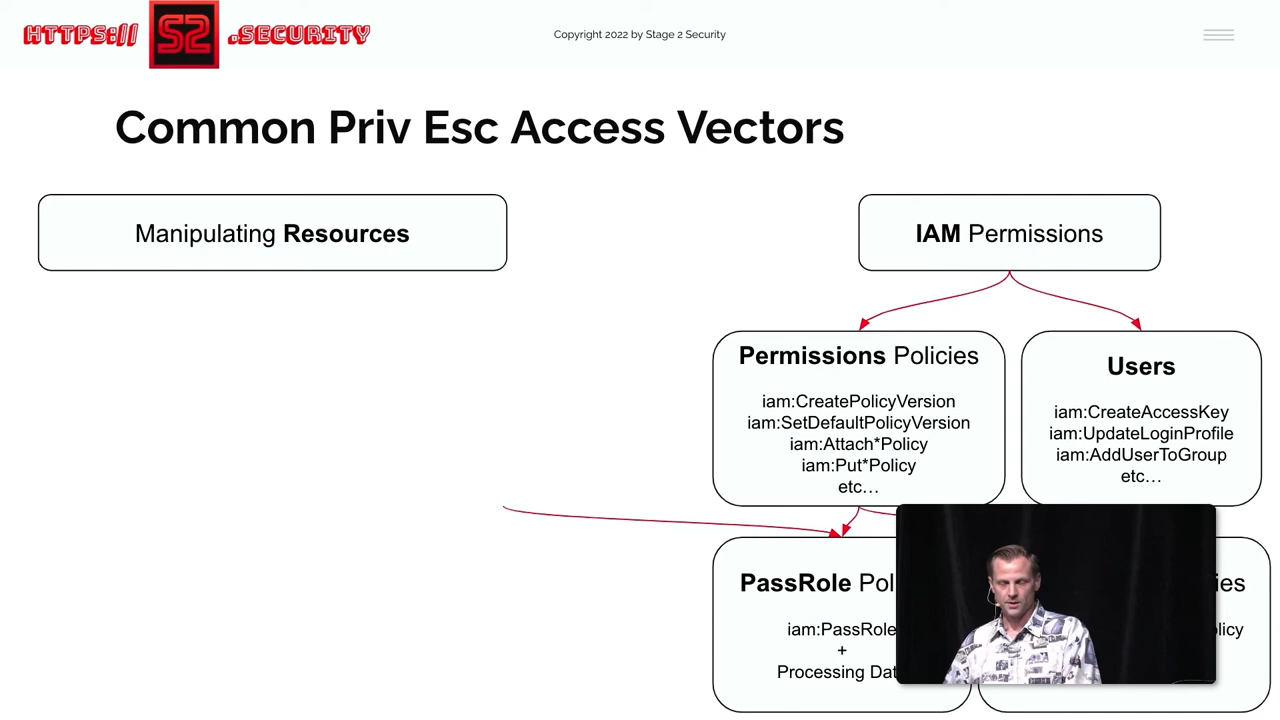 HTTPS:// S2 .SECURITY
Copyright 2022 by Stage 2 Security
Common Priv Esc Access Vectors
Manipulating Resources
IAM Permissions
Permissions Policies
iam:CreatePolicyVersion
iam:SetDefaultPolicyVersion
iam:Attach*Policy
iam:Put*Policy
etc...
Users
iam:CreateAccessKey
iam:UpdateLoginProfile
iam:AddUserToGroup
etc...
PassRole
iam:PassRole
+
Processing